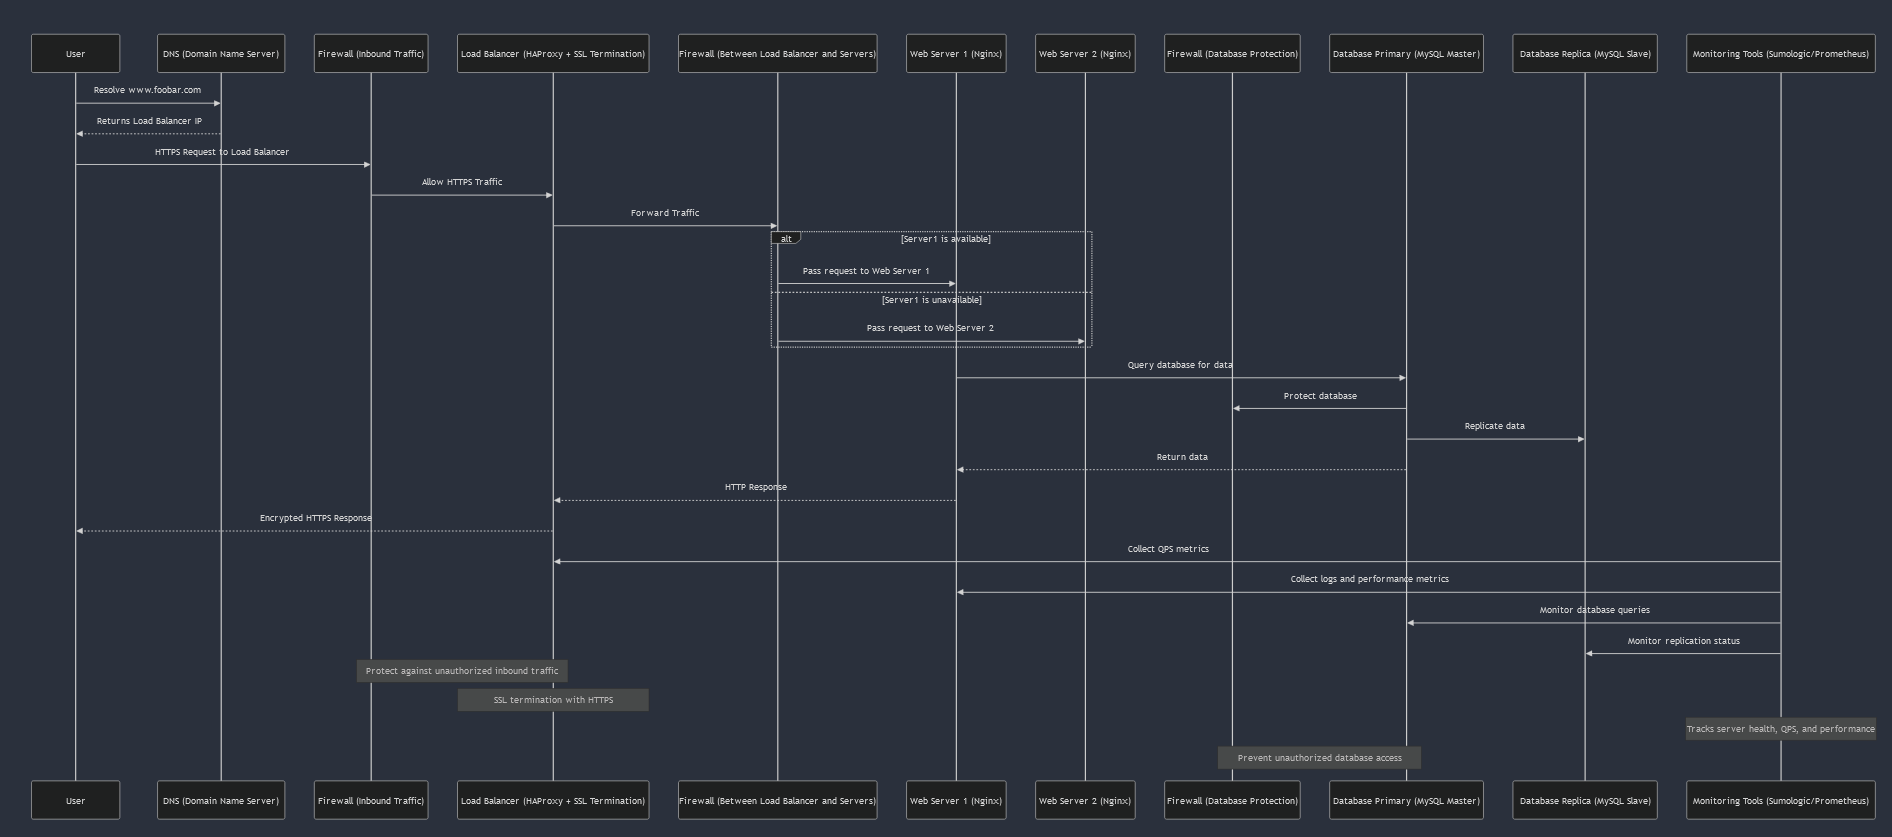 User
DNS (Domain Name Server)
Firewall (Inbound Traffic)
Load Balancer (HAProxy + SSL Termination)
Firewall (Between Load Balancer and Servers)
Web Server 1 (Nginx)
Web Server 2 (Nginx)
Firewall (Database Protection)
Database Primary (MySQL Master)
Database Replica (MySQL Slave)
Monitoring Tools (Sumologic/Prometheus)
Resolve www.foobar.com
Returns Load Balancer IP
HTTPS Request to Load Balancer
Allow HTTPS Traffic
Forward Traffic
alt
[Server1 is available]
Pass request to Web Server 1
[Server1 is unavailable]
Pass request to Web Server 2
Query database for data
Protect database
Replicate data
Return data
HTTP Response
Encrypted HTTPS Response
Collect QPS metrics
Collect logs and performance metrics
Monitor database queries
Monitor replication status
Protect against unauthorized inbound traffic
SSL termination with HTTPS
Tracks server health, QPS, and performance
Prevent unauthorized database access
User
DNS (Domain Name Server)
Firewall (Inbound Traffic)
Load Balancer (HAProxy + SSL Termination)
Firewall (Between Load Balancer and Servers)
Web Server 1 (Nginx)
Web Server 2 (Nginx)
Firewall (Database Protection)
Database Primary (MySQL Master)
Database Replica (MySQL Slave)
Monitoring Tools (Sumologic/Prometheus)